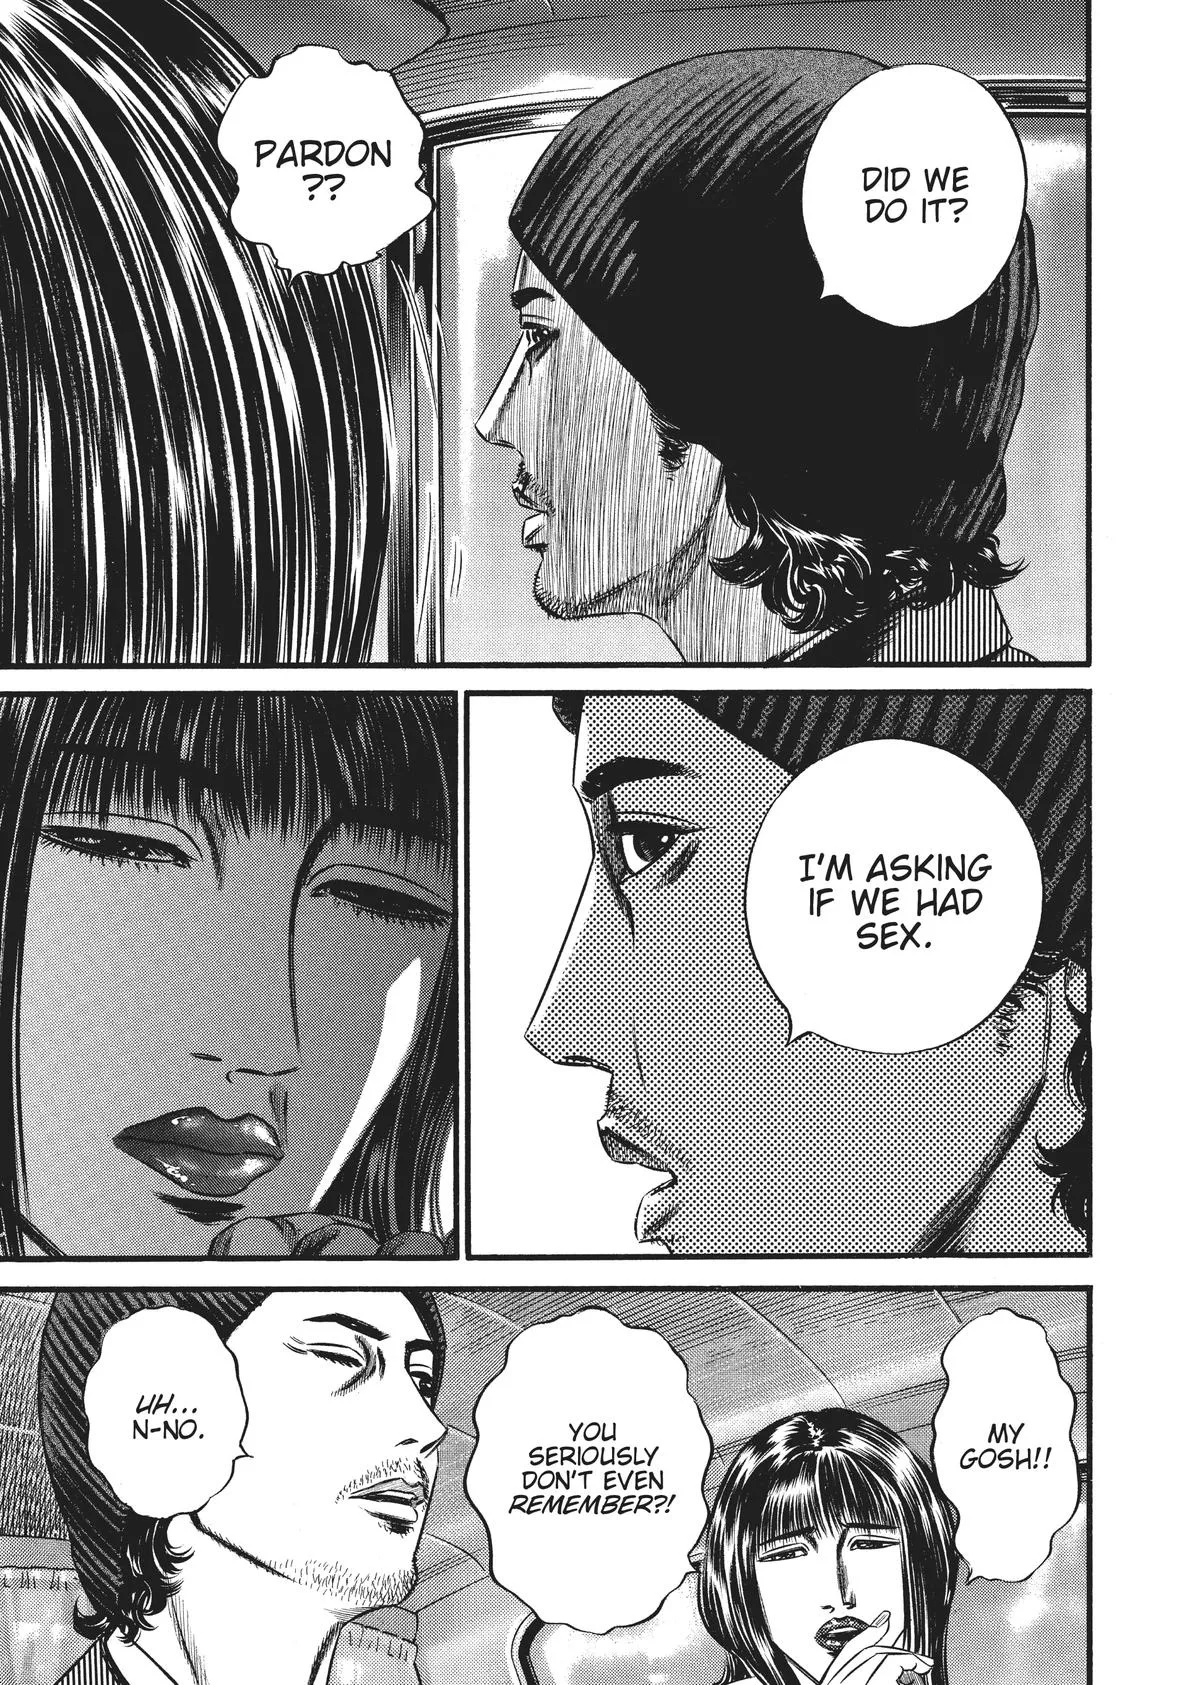 DID WE
DO IT?
PARDON
??
I'M ASKING
IF WE HAD
SEX.
MY
GOSH!!
YOU
SERIOUSLY
DON'T EVEN
REMEMBER?!
UH...
N-NO.